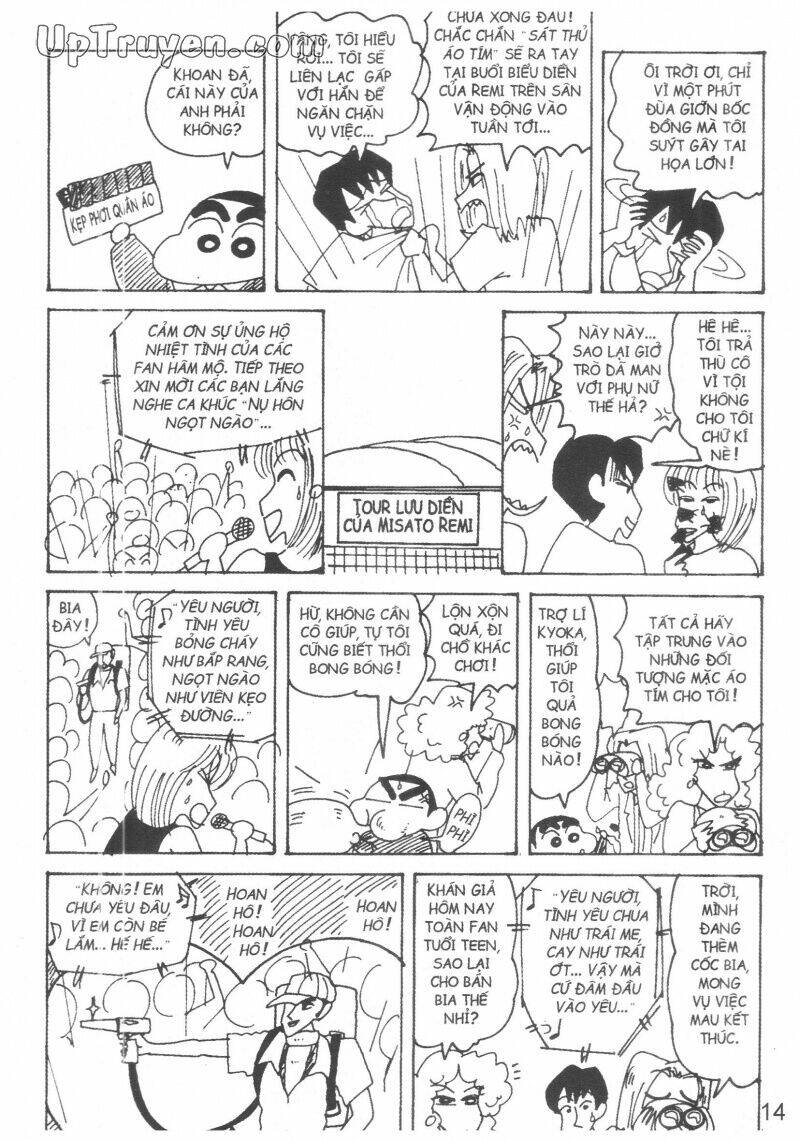 UpTruyen.com
ÔI TRỜI ƠI, CHỈ
VÌ MỘT PHÚT
ĐÙA GIỚN BỐC
ĐỒNG MÀ TÔI
SUÝT GÂY TAI
HỌA LỚN!
CHƯA XONG ĐÂU!
CHẮC CHẮN "SÁT THỦ
ÁO TÍM" SẼ RA TAY
TẠI BUỔI BIỂU DIỄN
CỦA REMI TRÊN SÂN
VẬN ĐỘNG VÀO
TUẦN TỚI...
VÂNG, TÔI HIỂU
RỒI... TÔI SẼ
LIÊN LẠC GẤP
VỚI HẮN ĐỂ
NGĂN CHẶN
VỤ VIỆC...
KHOAN ĐÃ,
CÁI NÀY CỦA
ANH PHẢI
KHÔNG?
KẸP PHƠI QUẦN ÁO
HÊ HÊ...
TÔI TRẢ
THÙ CÔ
VÌ TỘI
KHÔNG
CHO TÔI
CHỮ KÍ
NÈ!
NÀY NÀY...
SAO LẠI GIỞ
TRÒ DÃ MAN
VỚI PHỤ NỮ
THẾ HẢ?
TOUR LƯU DIỄN
CỦA MISATO REMI
CẢM ƠN SỰ ỦNG HỘ
NHIỆT TÌNH CỦA CÁC
FAN HÂM MỘ. TIẾP THEO
XIN MỜI CÁC BẠN LẮNG
NGHE CA KHÚC "NỤ HÔN
NGỌT NGÀO"...
TẤT CẢ HÃY
TẬP TRUNG VÀO
NHỮNG ĐỐI
TƯỢNG MẶC ÁO
TÍM CHO TÔI!
TRỢ LÍ
KYOKA,
THỔI
GIÚP
TÔI
QUẢ
BONG
BÓNG
NÀO!
LỘN XỘN
QUÁ, ĐI
CHỖ KHÁC
CHƠI!
HỪ, KHÔNG CẦN
CÔ GIÚP, TỰ TÔI
CŨNG BIẾT THỔI
BONG BÓNG!
PHÌ
PHÌ
♪ "YÊU NGƯỜI,
TÌNH YÊU
BỎNG CHÁY
NHƯ BẮP RANG,
NGỌT NGÀO
NHƯ VIÊN KẸO
ĐƯỜNG..."
BIA
ĐÂY!
TRỜI,
MÌNH
ĐANG
THÈM
CỐC BIA,
MONG
VỤ VIỆC
MAU KẾT
THÚC.
♪ "YÊU NGƯỜI,
TÌNH YÊU CHUA
NHƯ TRÁI ME,
CAY NHƯ TRÁI
ỚT... VẬY MÀ
CỨ ĐÂM ĐẦU
VÀO YÊU..."
KHÁN GIẢ
HÔM NAY
TOÀN FAN
TUỔI TEEN,
SAO LẠI
CHO BÁN
BIA THẾ
NHỈ?
HOAN
HÔ!
HOAN
HÔ!
HOAN
HÔ!
"KHÔNG! EM
CHƯA YÊU ĐÂU,
VÌ EM CÒN BÉ
LẮM... HẾ HẾ..."
14